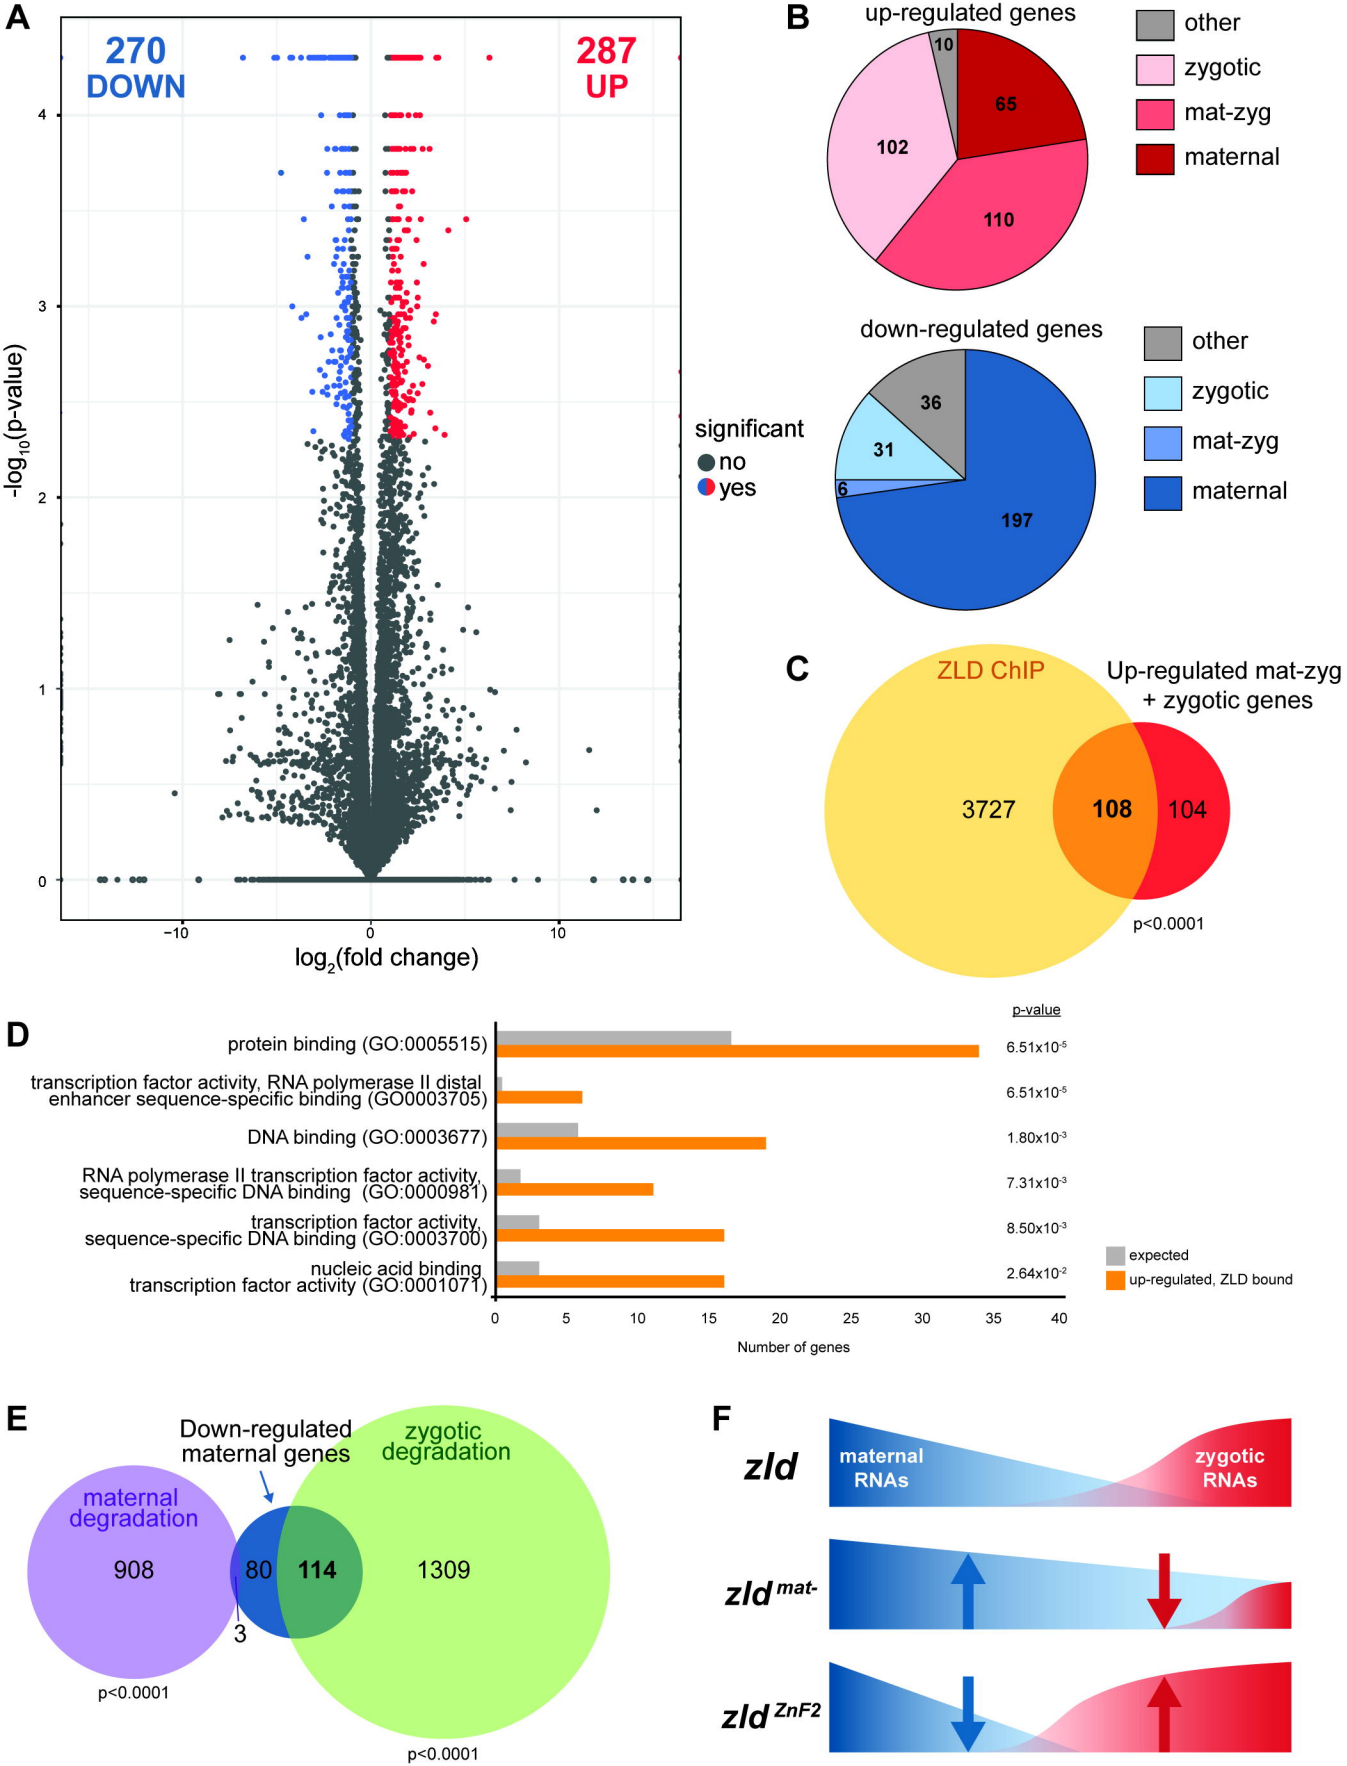 A
270
DOWN
287
UP
4
3
2
1
0
−10
0
10
-log10(p-value)
log2(fold change)
significant
no
yes
B
up-regulated genes
10
65
102
110
other
zygotic
mat-zyg
maternal
down-regulated genes
36
31
6
197
other
zygotic
mat-zyg
maternal
C
ZLD ChIP
Up-regulated mat-zyg
+ zygotic genes
3727
108
104
p<0.0001
D
p-value
protein binding (GO:0005515)
6.51x10-5
transcription factor activity, RNA polymerase II distal
enhancer sequence-specific binding (GO0003705)
6.51x10-5
DNA binding (GO:0003677)
1.80x10-3
RNA polymerase II transcription factor activity,
sequence-specific DNA binding (GO:0000981)
7.31x10-3
transcription factor activity,
sequence-specific DNA binding (GO:0003700)
8.50x10-3
nucleic acid binding
transcription factor activity (GO:0001071)
2.64x10-2
expected
up-regulated, ZLD bound
0 5 10 15 20 25 30 35 40
Number of genes
E
Down-regulated
maternal genes
zygotic
degradation
maternal
degradation
908
80
114
1309
3
p<0.0001
p<0.0001
F
zld
maternal
RNAs
zygotic
RNAs
zld mat-
zld ZnF2